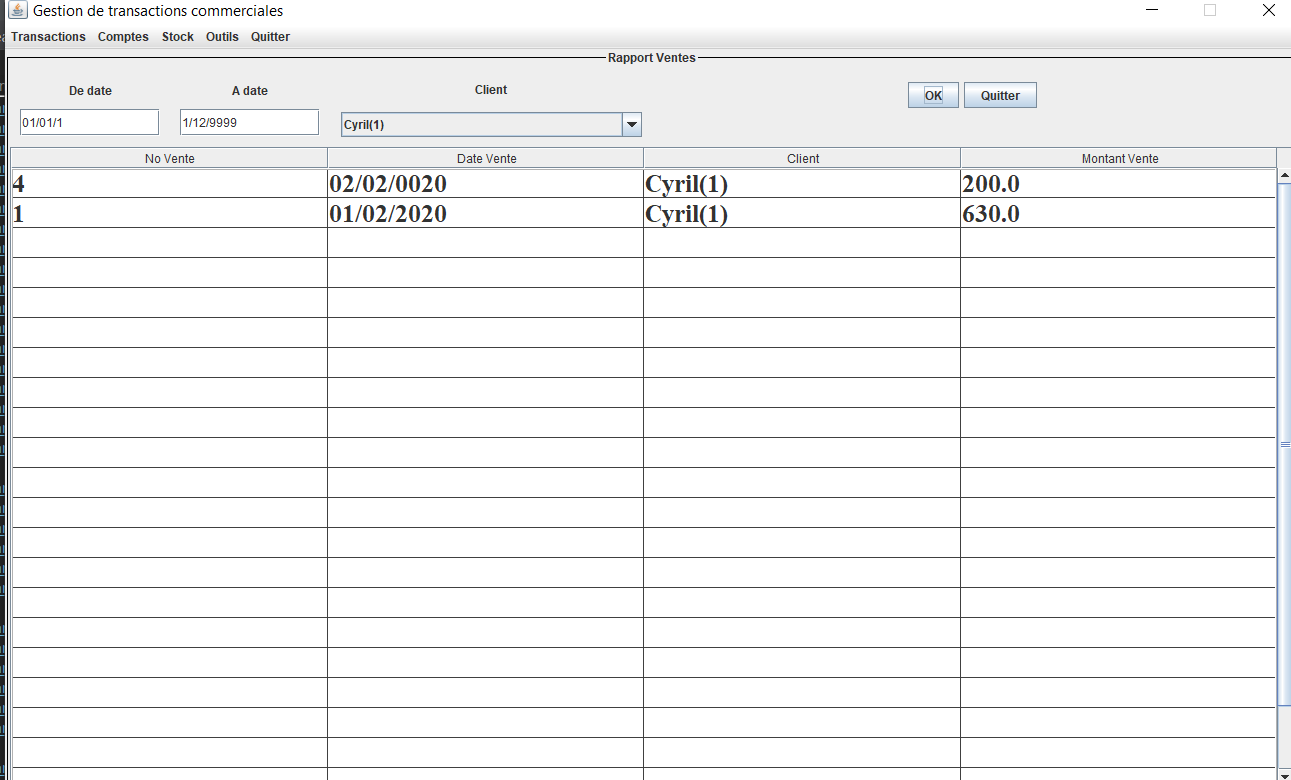 Gestion de transactions commerciales
Transactions Comptes Stock Outils Quitter
Rapport Ventes
De date A date Client
OK Quitter
01/01/1 1/12/9999 Cyril(1)
No Vente Date Vente Client Montant Vente
4 02/02/0020 Cyril(1) 200.0
1 01/02/2020 Cyril(1) 630.0